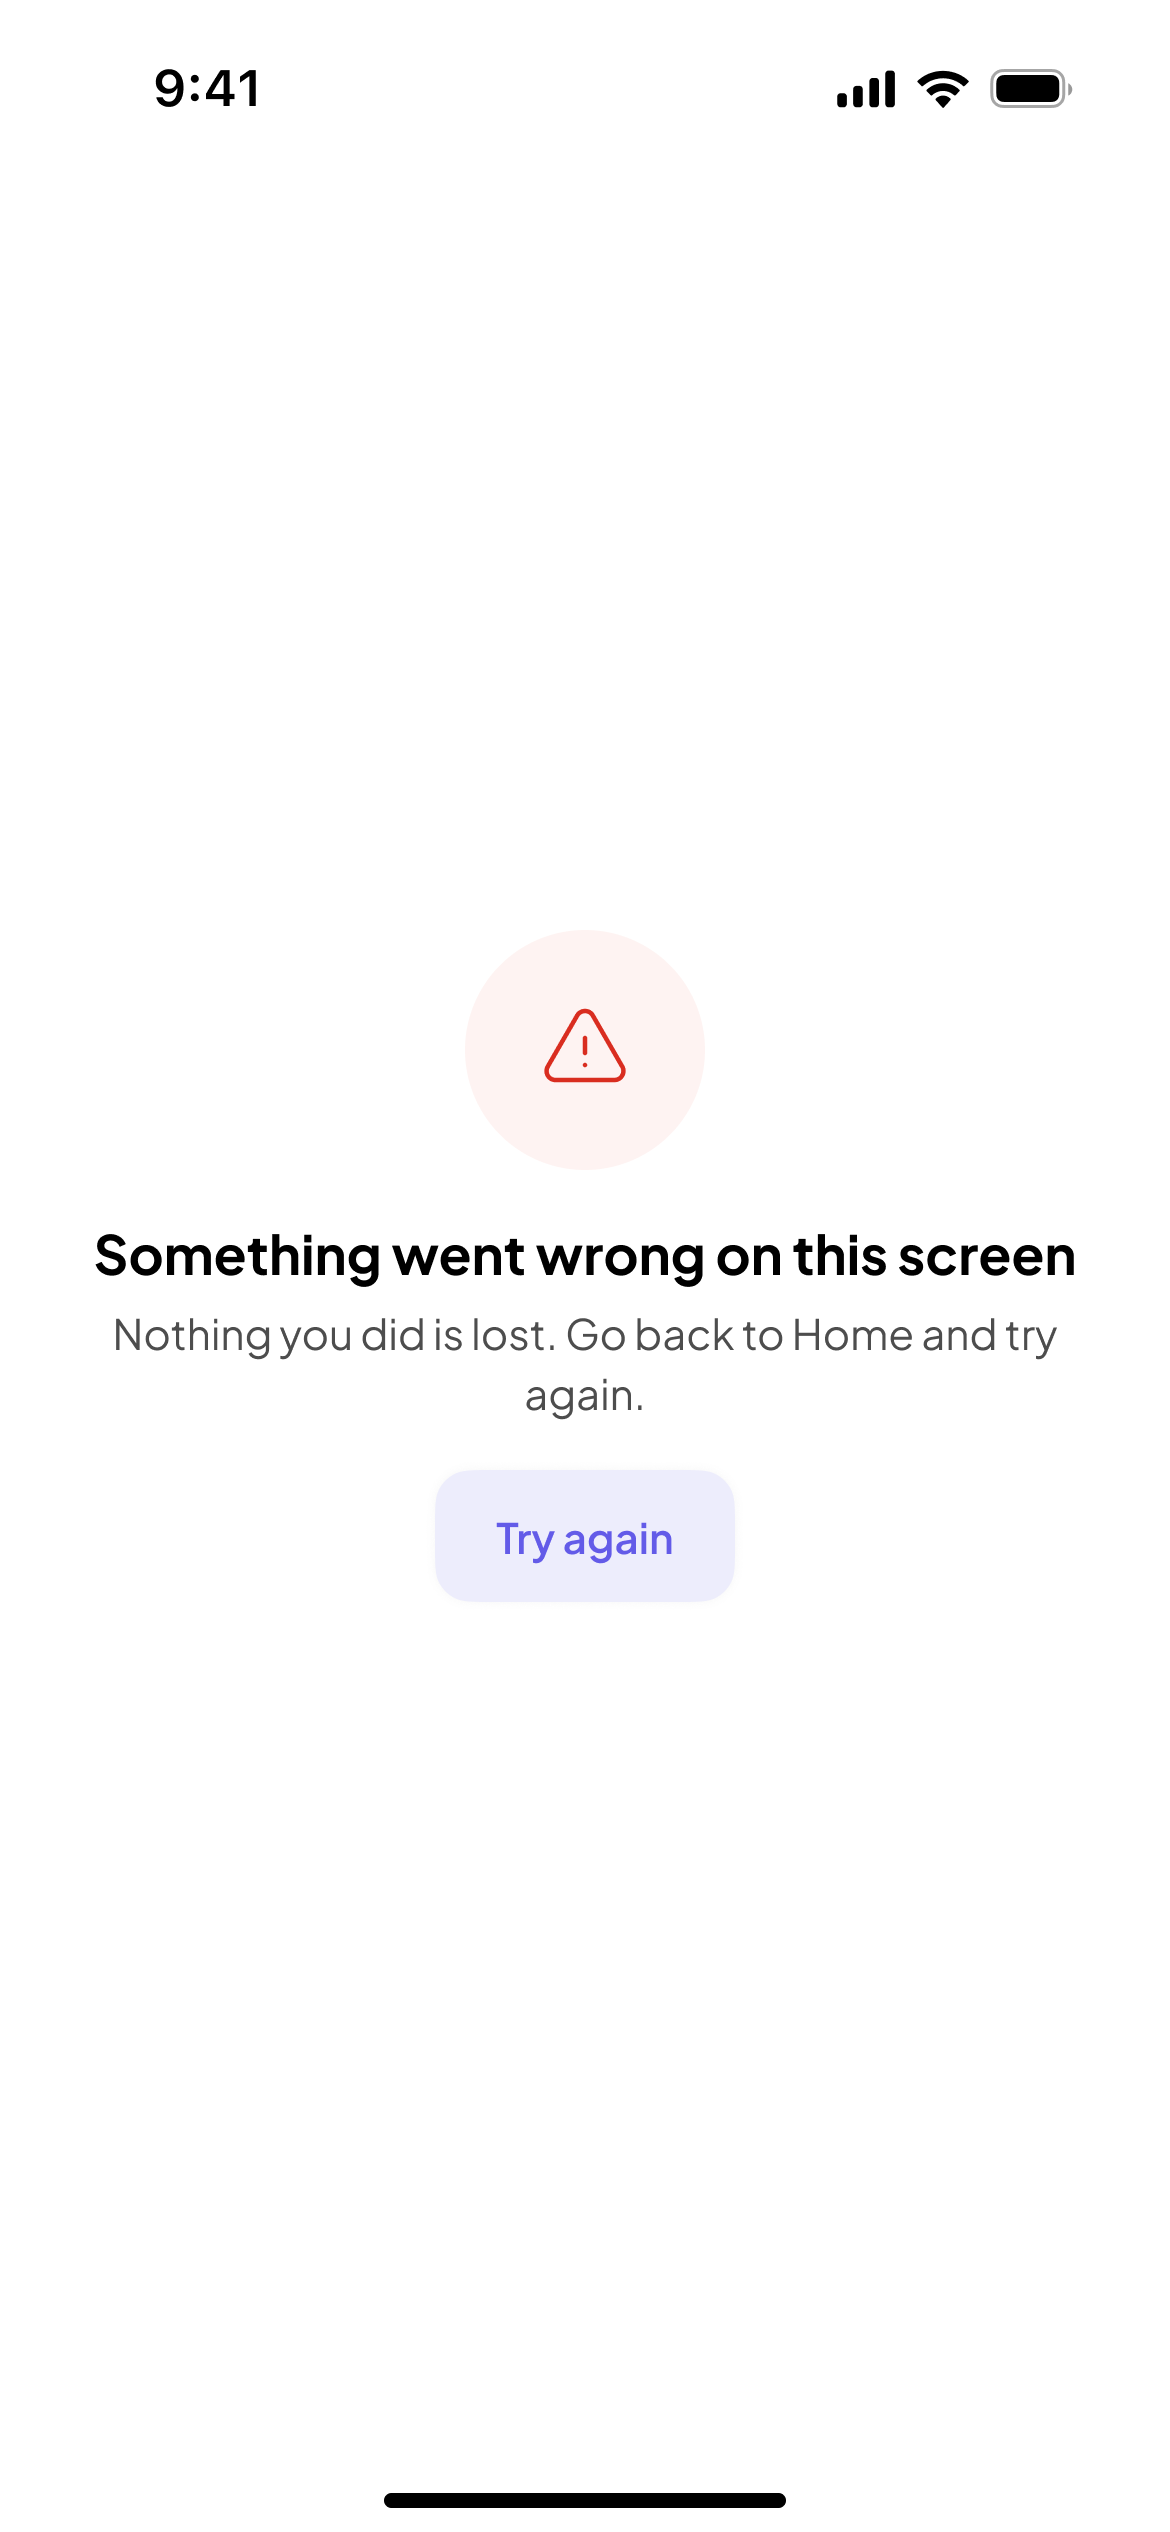 9:41
Something went wrong on this screen
Nothing you did is lost. Go back to Home and try
again.
Try again